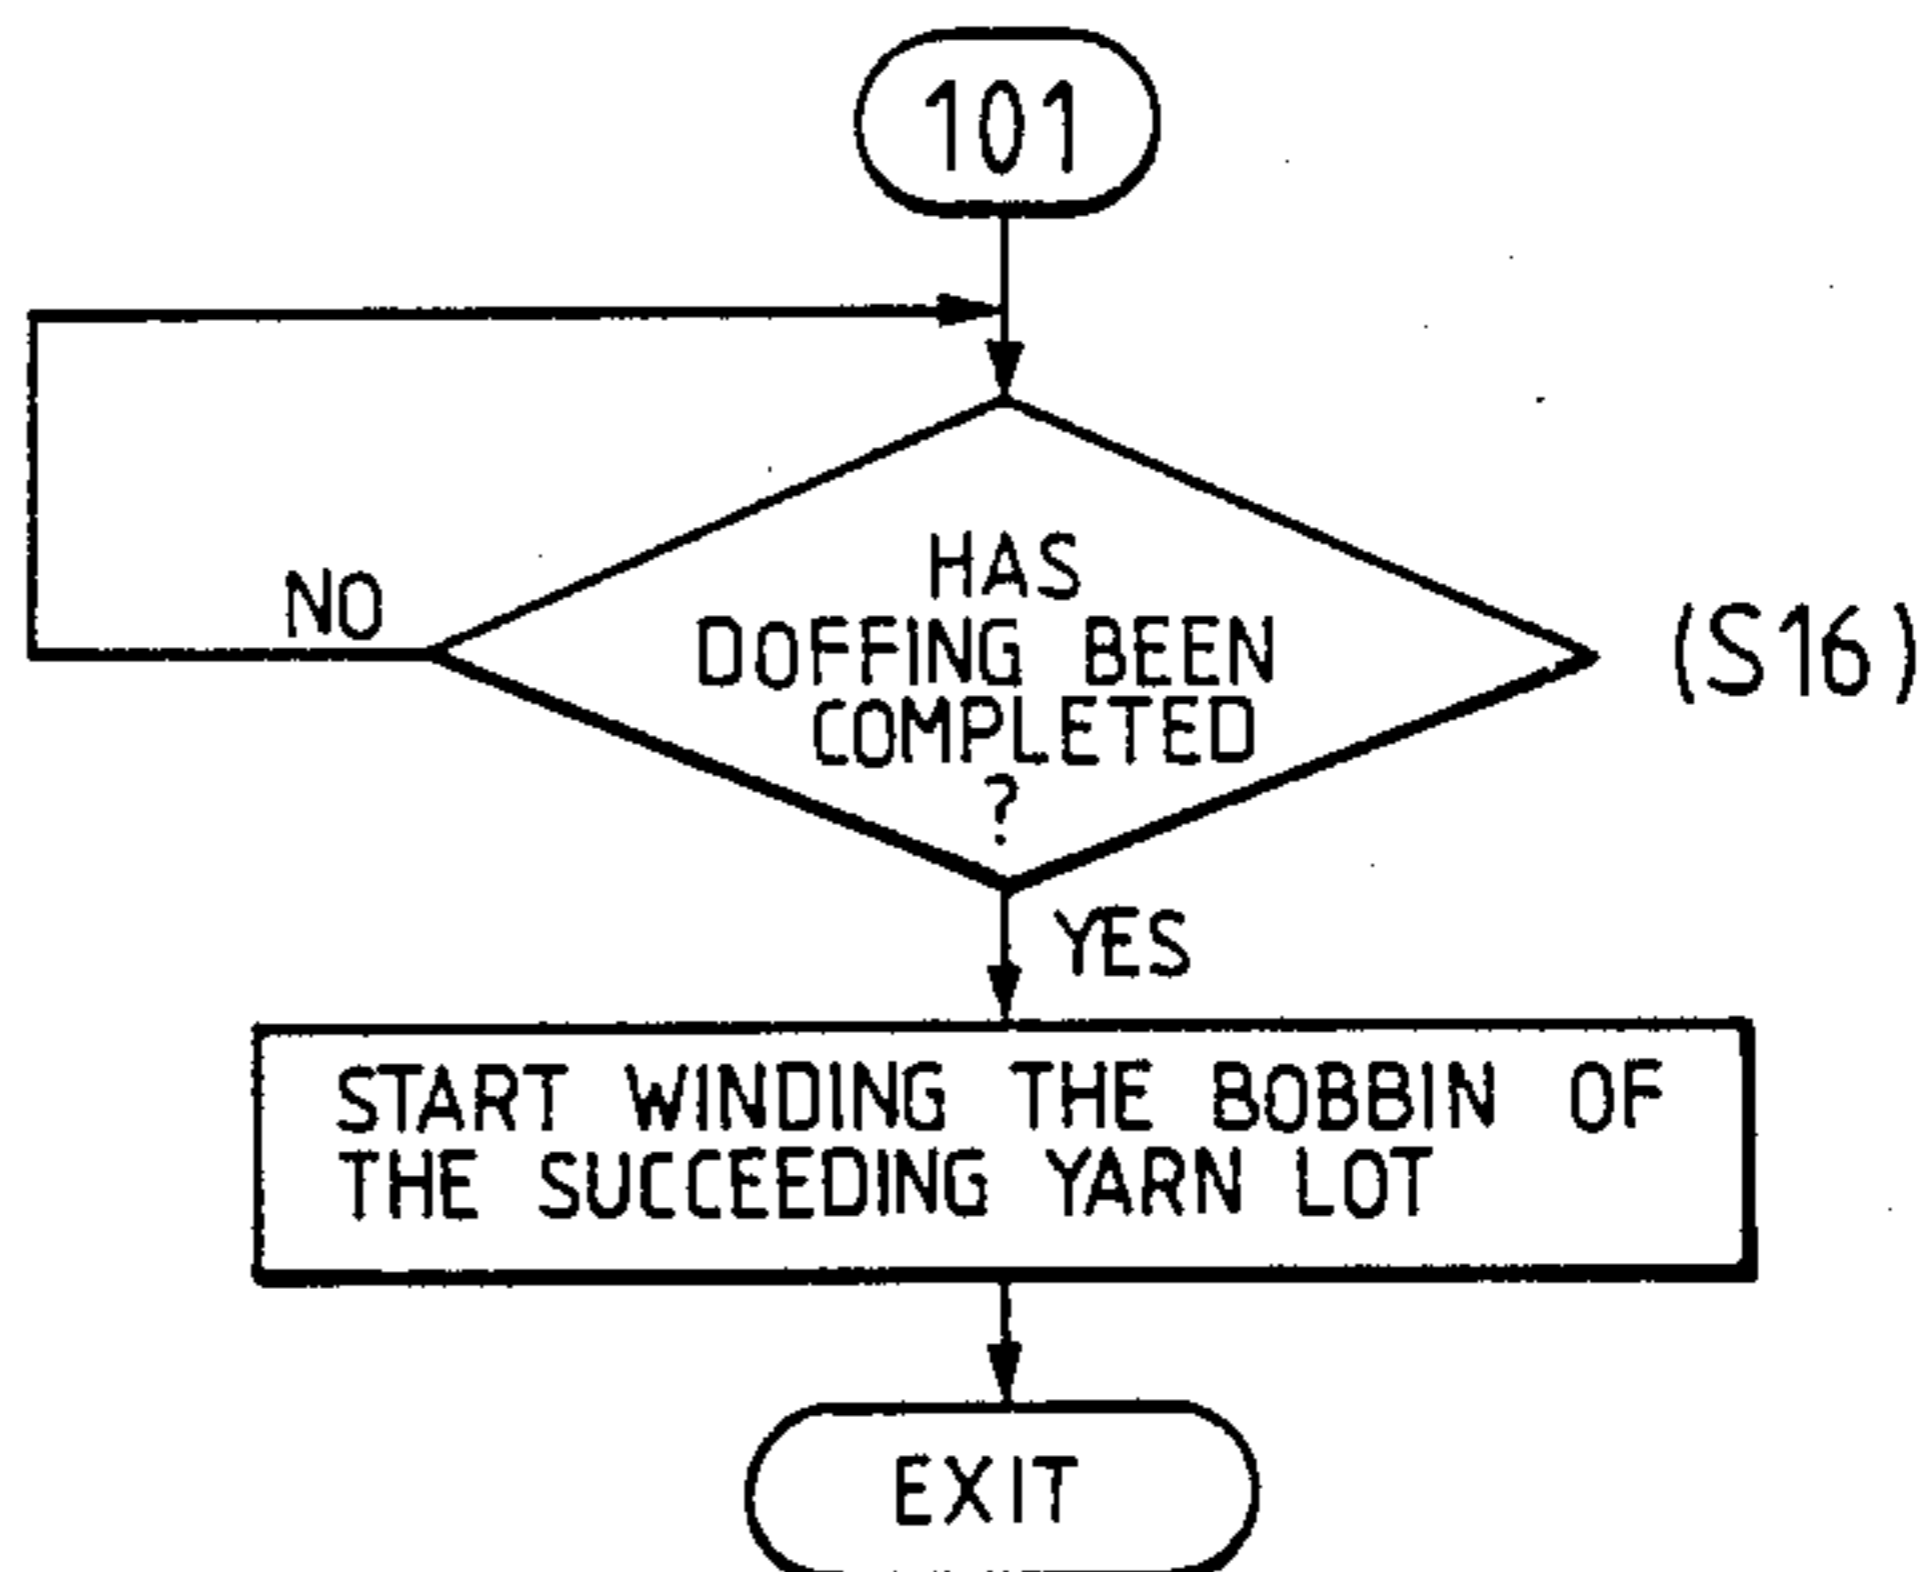 101
HAS
DOFFING BEEN
COMPLETED
?
NO
(S16)
YES
START WINDING THE BOBBIN OF
THE SUCCEEDING YARN LOT
EXIT